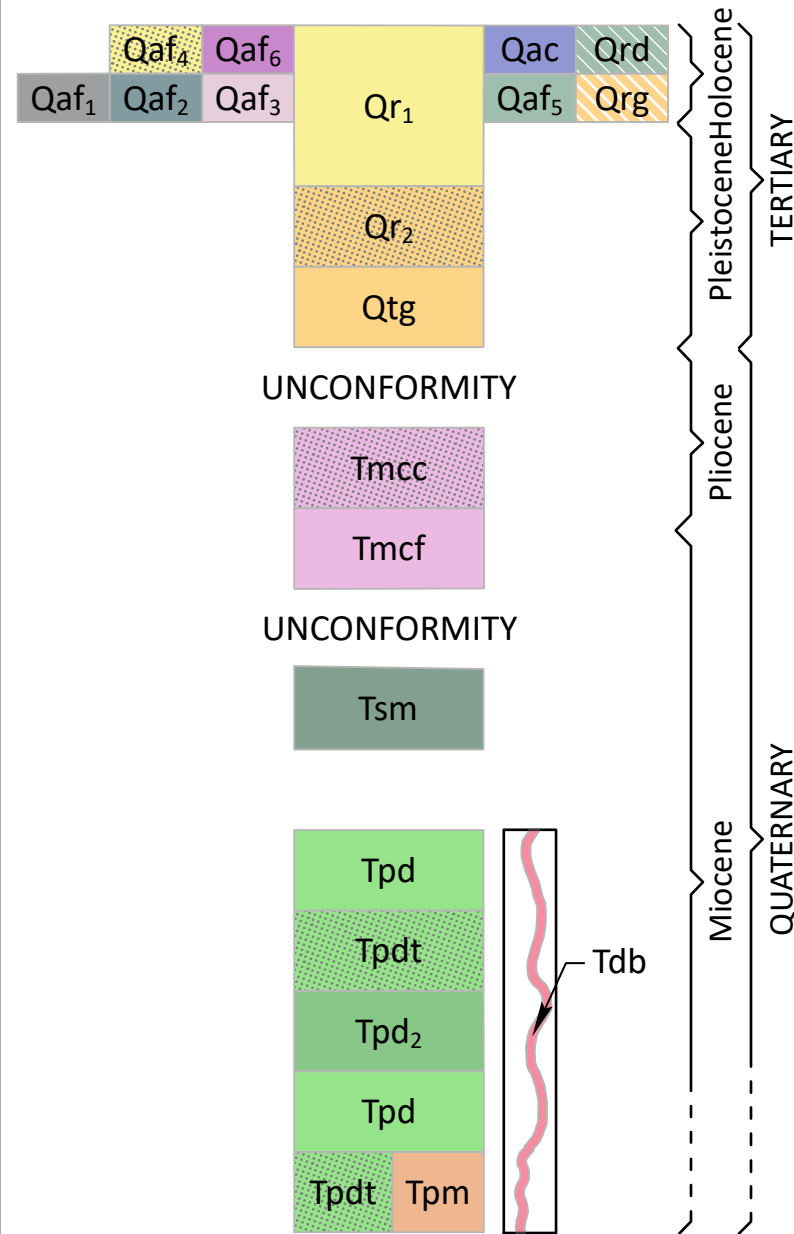 Qaf₄ Qaf₆ Qac Qrd
Qaf₁ Qaf₂ Qaf₃ Qr₁ Qaf₅ Qrg
Qr₂
Qtg
UNCONFORMITY
Tmcc
Tmcf
UNCONFORMITY
Tsm
Tpd
Tpdt
Tdb
Tpd₂
Tpd
Tpdt Tpm
Holocene
Pleistocene
Pliocene
Miocene
TERTIARY
QUATERNARY